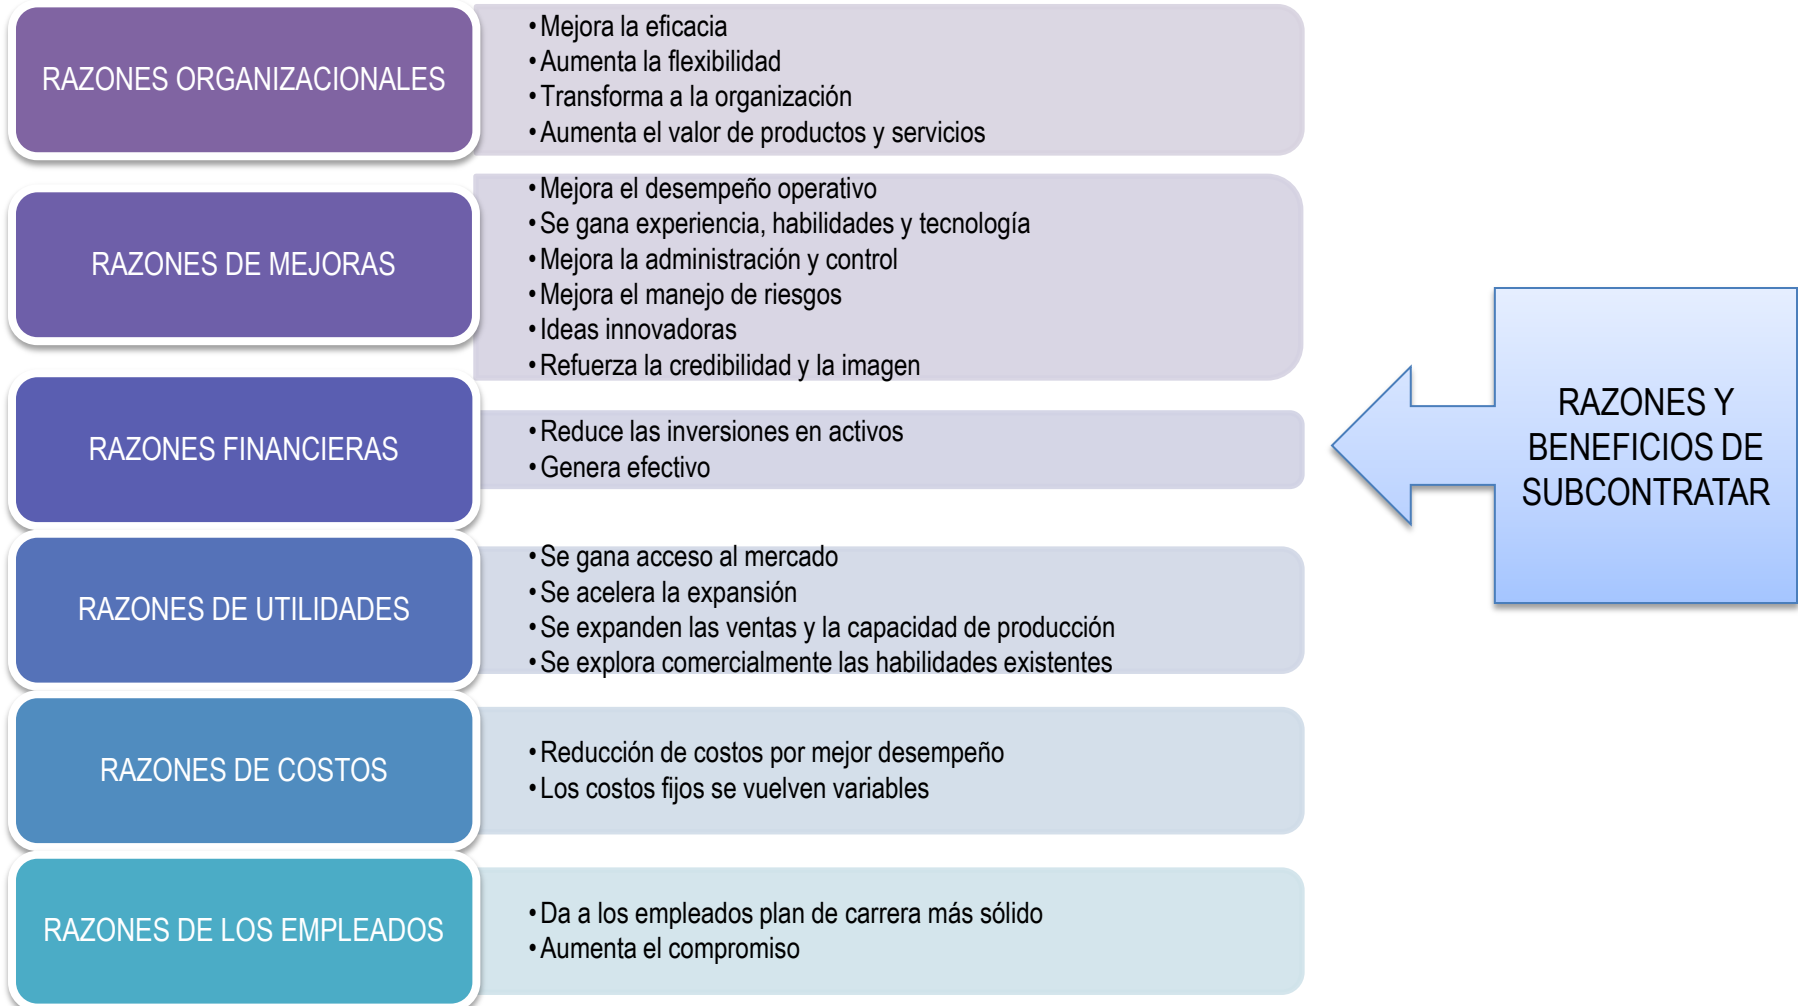 RAZONES ORGANIZACIONALES
•Mejora la eficacia
•Aumenta la flexibilidad
•Transforma a la organización
•Aumenta el valor de productos y servicios
RAZONES DE MEJORAS
•Mejora el desempeño operativo
•Se gana experiencia, habilidades y tecnología
•Mejora la administración y control
•Mejora el manejo de riesgos
•Ideas innovadoras
•Refuerza la credibilidad y la imagen
RAZONES FINANCIERAS
•Reduce las inversiones en activos
•Genera efectivo
RAZONES DE UTILIDADES
•Se gana acceso al mercado
•Se acelera la expansión
•Se expanden las ventas y la capacidad de producción
•Se explora comercialmente las habilidades existentes
RAZONES DE COSTOS
•Reducción de costos por mejor desempeño
•Los costos fijos se vuelven variables
RAZONES DE LOS EMPLEADOS
•Da a los empleados plan de carrera más sólido
•Aumenta el compromiso
RAZONES Y
BENEFICIOS DE
SUBCONTRATAR